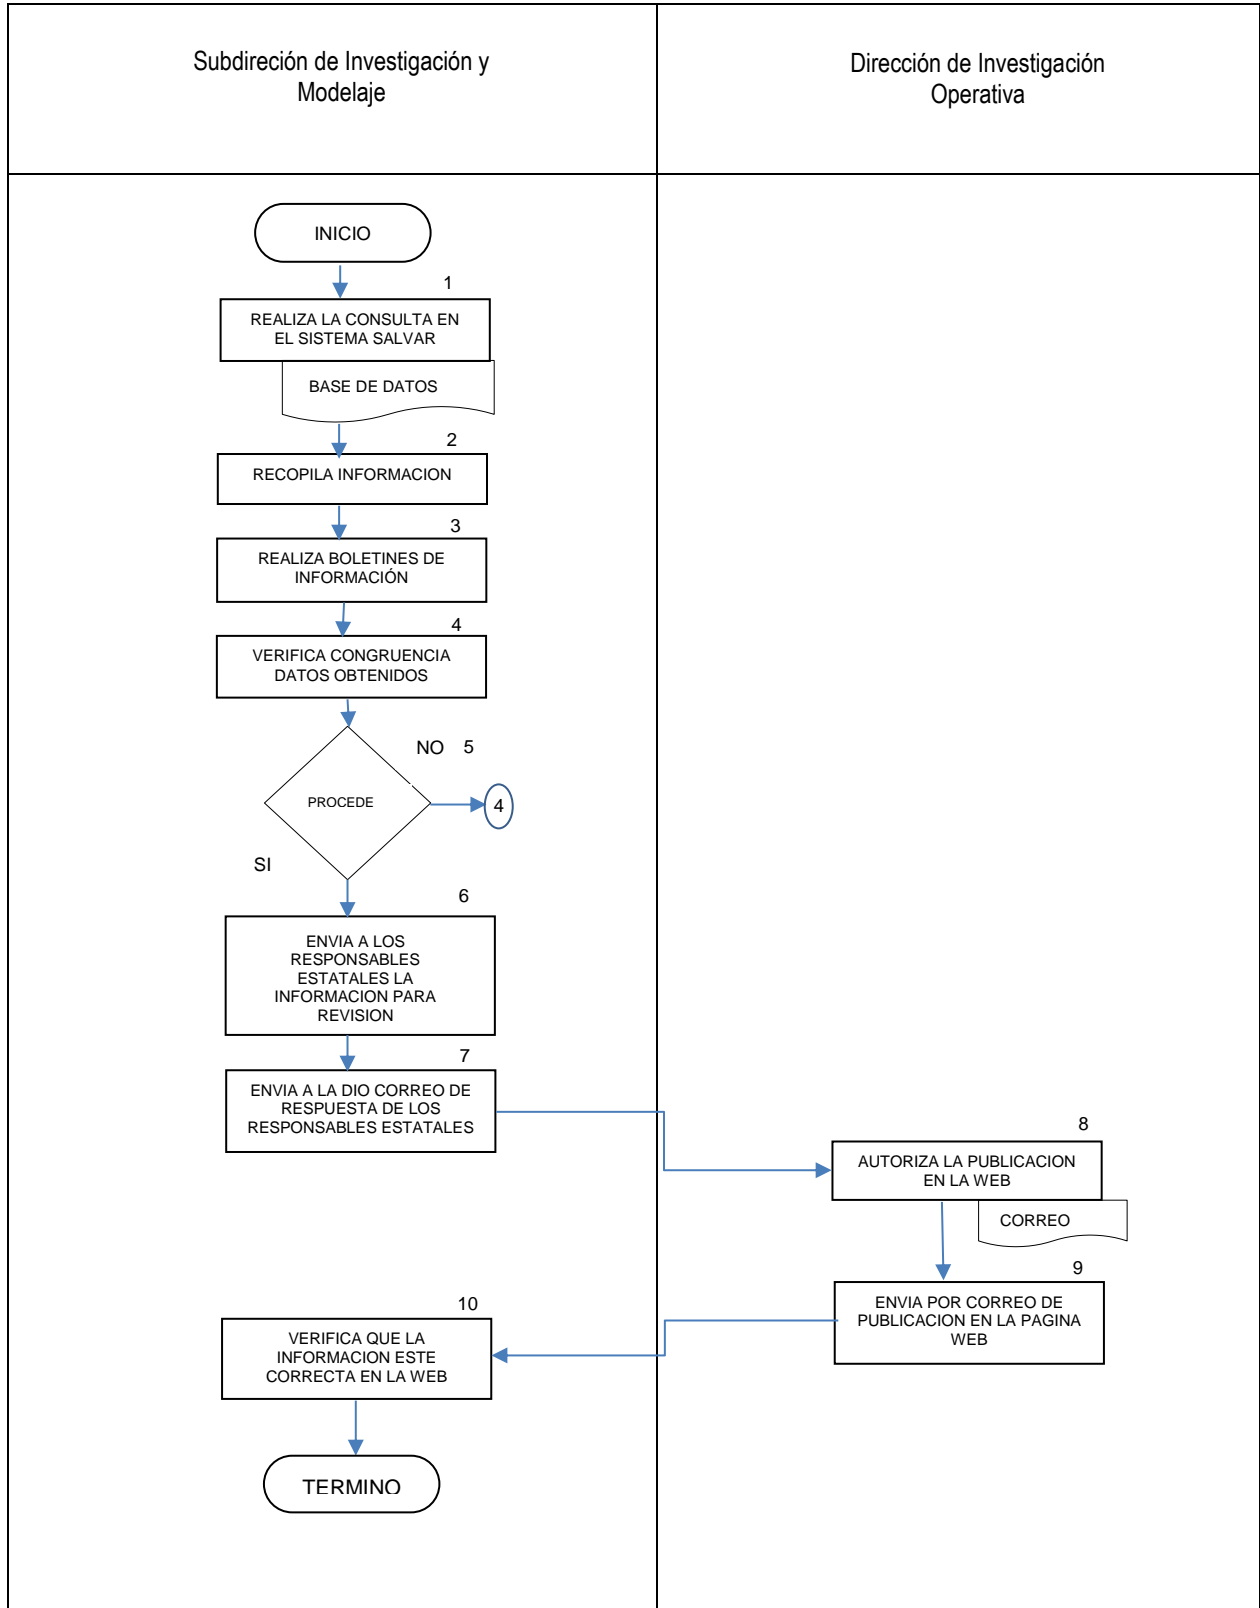 Subdireción de Investigación y
Modelaje
Dirección de Investigación
Operativa
INICIO
1
REALIZA LA CONSULTA EN
EL SISTEMA SALVAR
BASE DE DATOS
2
RECOPILA INFORMACION
3
REALIZA BOLETINES DE
INFORMACIÓN
4
VERIFICA CONGRUENCIA
DATOS OBTENIDOS
NO 5
PROCEDE
4
SI
6
ENVIA A LOS
RESPONSABLES
ESTATALES LA
INFORMACION PARA
REVISION
7
ENVIA A LA DIO CORREO DE
RESPUESTA DE LOS
RESPONSABLES ESTATALES
8
AUTORIZA LA PUBLICACION
EN LA WEB
CORREO
9
ENVIA POR CORREO DE
PUBLICACION EN LA PAGINA
WEB
10
VERIFICA QUE LA
INFORMACION ESTE
CORRECTA EN LA WEB
TERMINO